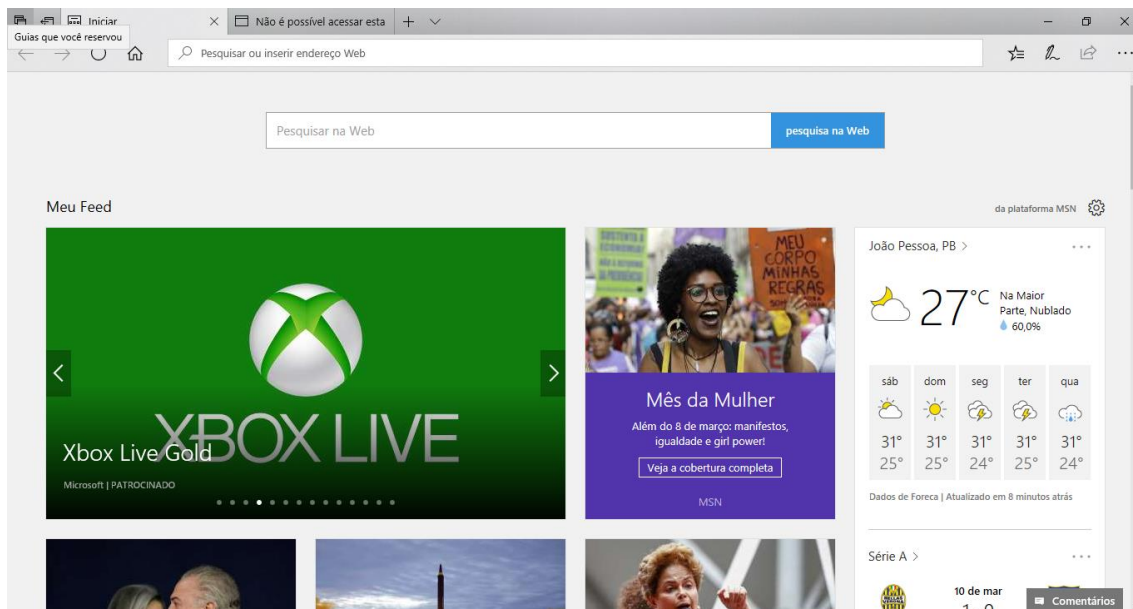 Iniciar
Não é possível acessar esta
Guias que você reservou
Pesquisar ou inserir endereço Web
Pesquisar na Web
pesquisa na Web
Meu Feed
da plataforma MSN
XBOX LIVE
Xbox Live Gold
Microsoft | PATROCINADO
MEU
CORPO
MINHAS
REGRAS
Mês da Mulher
Além do 8 de março: manifestos,
igualdade e girl power!
Veja a cobertura completa
MSN
João Pessoa, PB >
27°C
Na Maior
Parte, Nublado
60,0%
sáb dom seg ter qua
31° 31° 31° 31° 31°
25° 25° 24° 25° 24°
Dados de Foreca | Atualizado em 8 minutos atrás
Série A >
10 de mar
Comentários